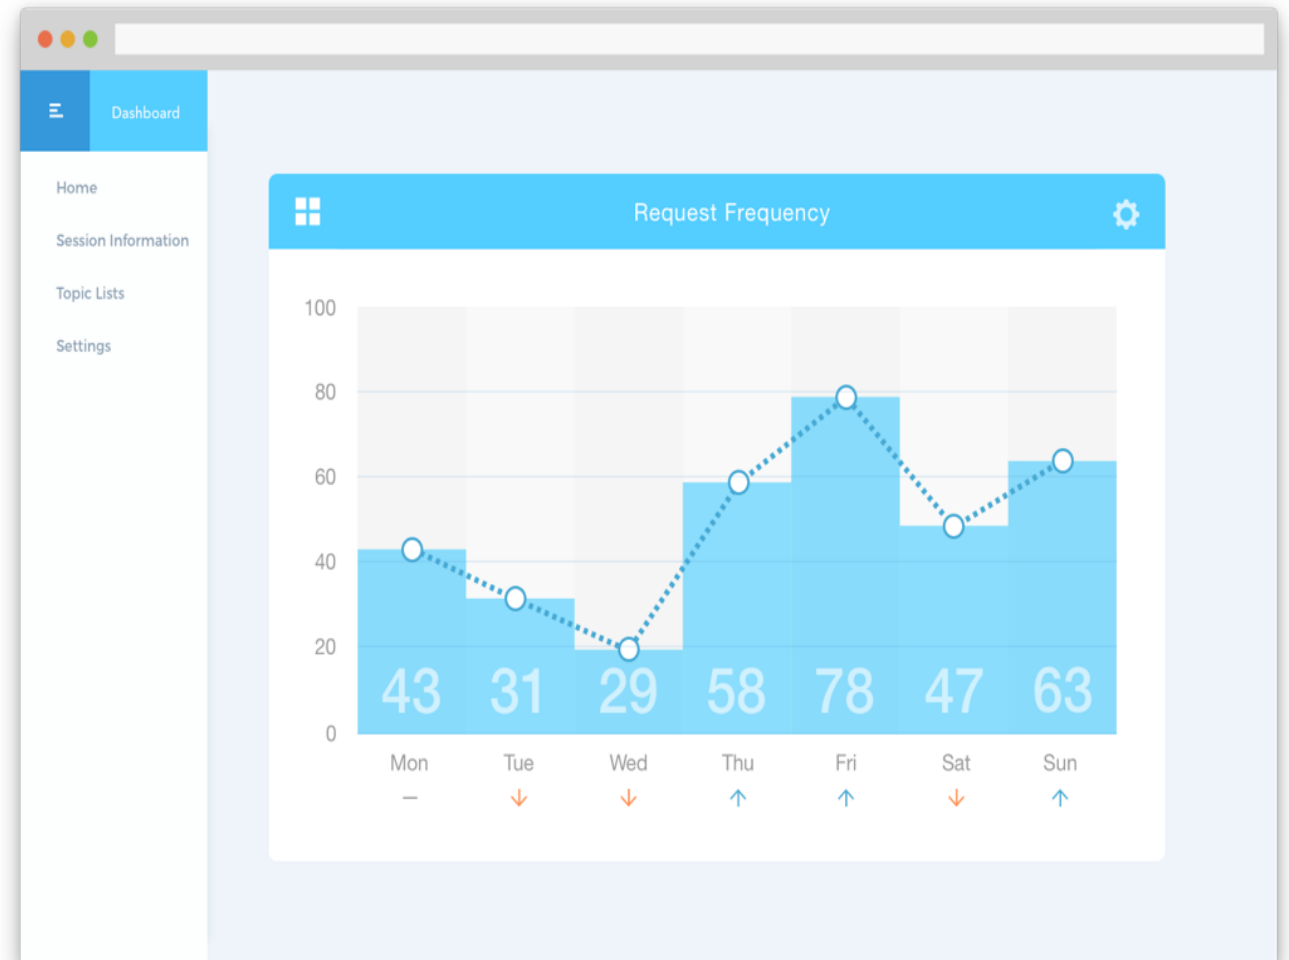 Dashboard
Home
Session Information
Topic Lists
Settings
Request Frequency
100
80
60
40
20
0
43 31 29 58 78 47 63
Mon Tue Wed Thu Fri Sat Sun